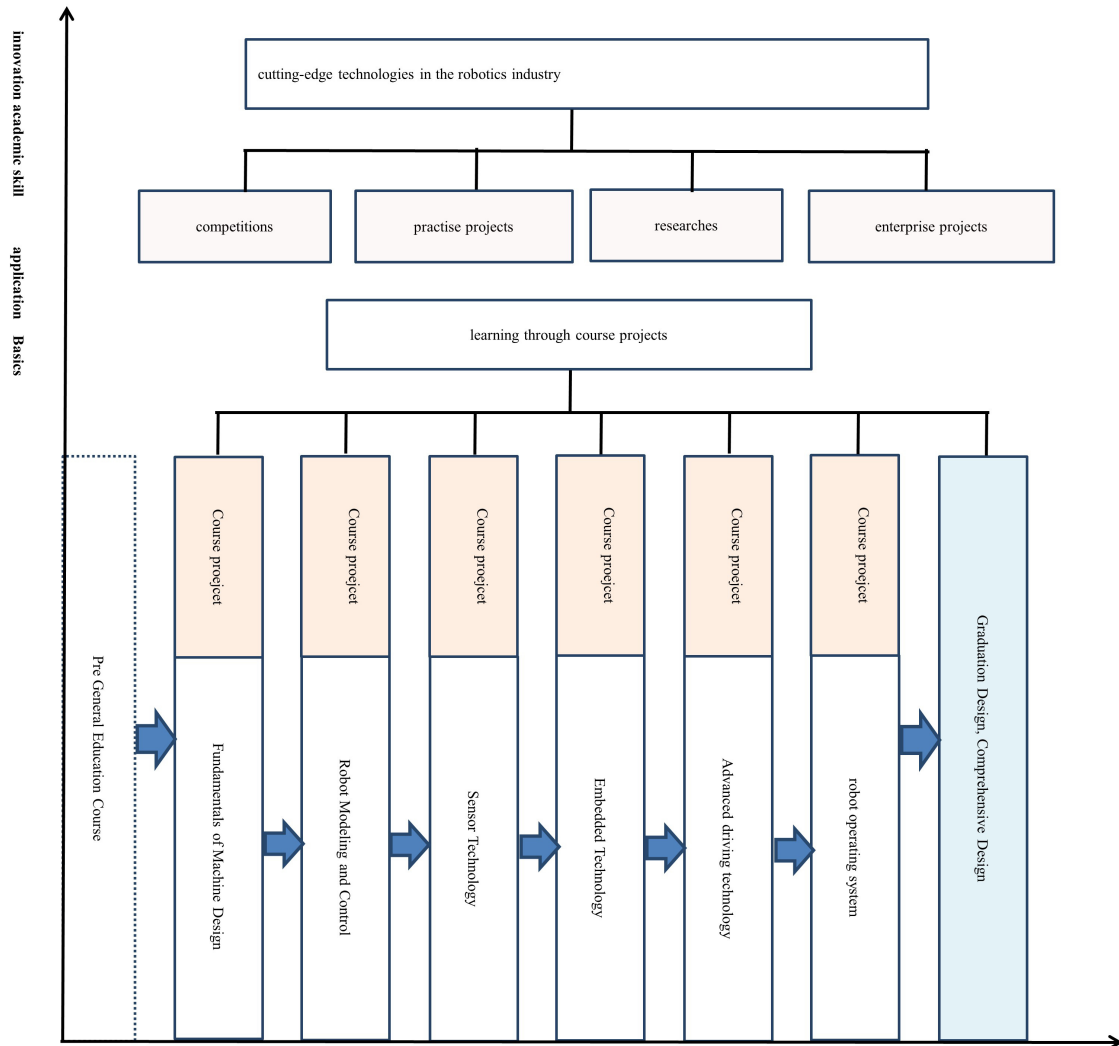 innovation academic skill application Basics
cutting-edge technologies in the robotics industry
competitions
practise projects
researches
enterprise projects
learning through course projects
Pre General Education Course
Course proejcet
Fundamentals of Machine Design
Course proejcet
Robot Modeling and Control
Course proejcet
Sensor Technology
Course proejcet
Embedded Technology
Course proejcet
Advanced driving technology
Course proejcet
robot operating system
Graduation Design, Comprehensive Design